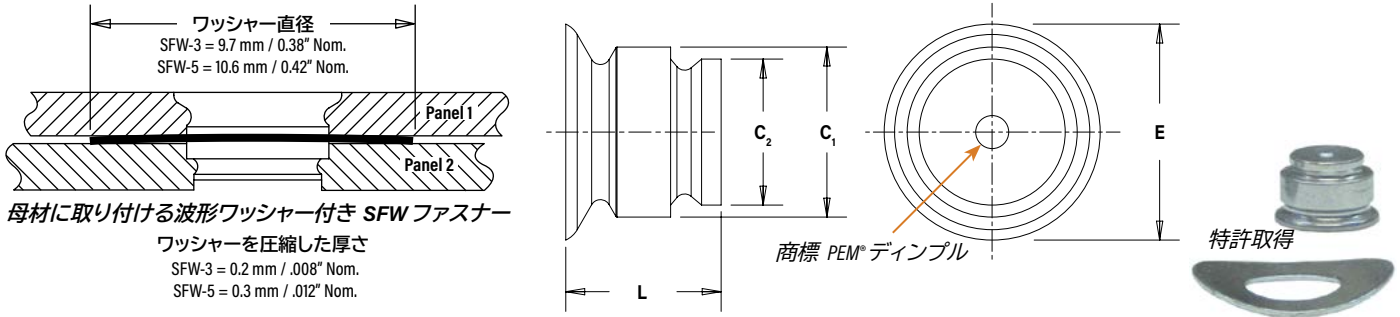 ワッシャー直径
SFW-3 = 9.7 mm / 0.38" Nom.
SFW-5 = 10.6 mm / 0.42" Nom.
Panel 1
Panel 2
母材に取り付ける波形ワッシャー付き SFW ファスナー
ワッシャーを圧縮した厚さ
SFW-3 = 0.2 mm / .008" Nom.
SFW-5 = 0.3 mm / .012" Nom.
C₂
C₁
L
E
商標 PEM® ディンプル
特許取得